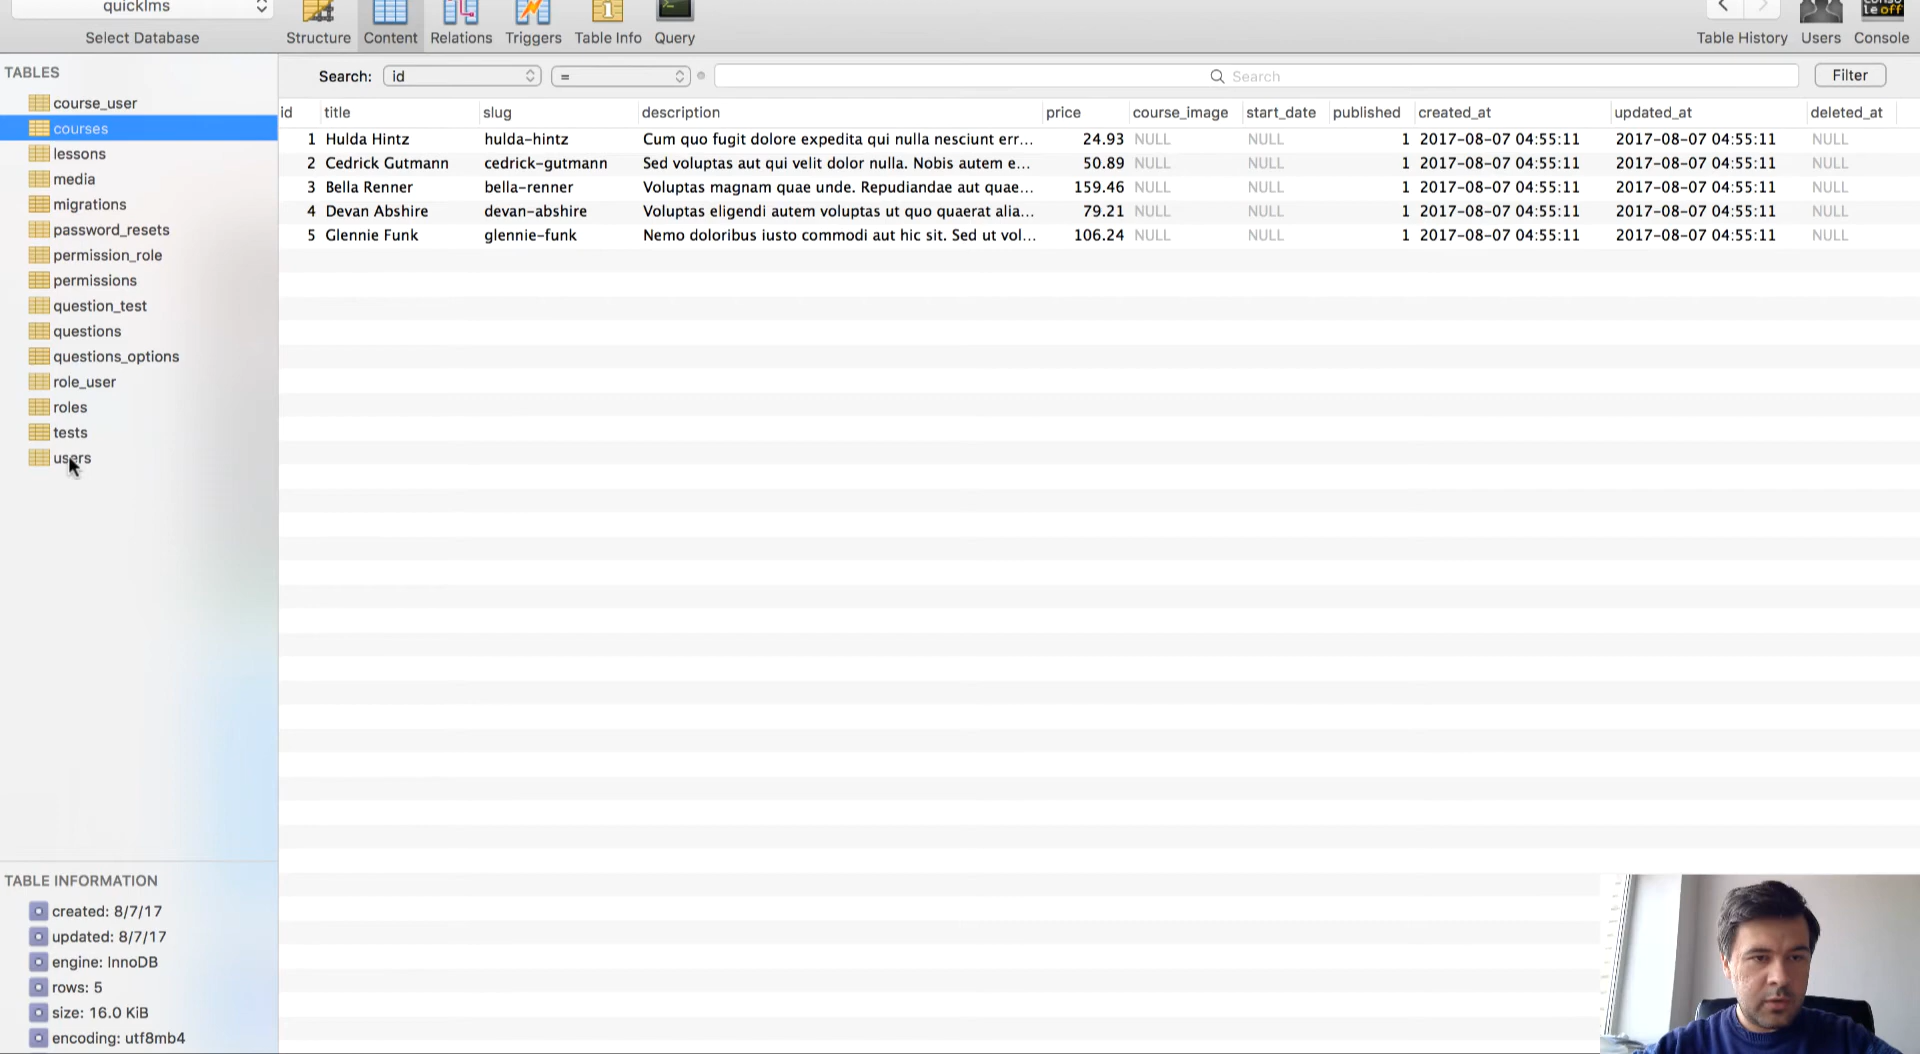 quicklms
Select Database
Structure
Content
Relations
Triggers
Table Info
Query
Table History
Users
Console
TABLES
course_user
courses
lessons
media
migrations
password_resets
permission_role
permissions
question_test
questions
questions_options
role_user
roles
tests
users
Search: id = Search Filter
id title slug description price course_image start_date published created_at updated_at deleted_at
1 Hulda Hintz hulda-hintz Cum quo fugit dolore expedita qui nulla nesciunt err... 24.93 NULL NULL 1 2017-08-07 04:55:11 2017-08-07 04:55:11 NULL
2 Cedrick Gutmann cedrick-gutmann Sed voluptas aut qui velit dolor nulla. Nobis autem e... 50.89 NULL NULL 1 2017-08-07 04:55:11 2017-08-07 04:55:11 NULL
3 Bella Renner bella-renner Voluptas magnam quae unde. Repudiandae aut quae... 159.46 NULL NULL 1 2017-08-07 04:55:11 2017-08-07 04:55:11 NULL
4 Devan Abshire devan-abshire Voluptas eligendi autem voluptas ut quo quaerat alia... 79.21 NULL NULL 1 2017-08-07 04:55:11 2017-08-07 04:55:11 NULL
5 Glennie Funk glennie-funk Nemo doloribus iusto commodi aut hic sit. Sed ut vol... 106.24 NULL NULL 1 2017-08-07 04:55:11 2017-08-07 04:55:11 NULL
TABLE INFORMATION
created: 8/7/17
updated: 8/7/17
engine: InnoDB
rows: 5
size: 16.0 KiB
encoding: utf8mb4